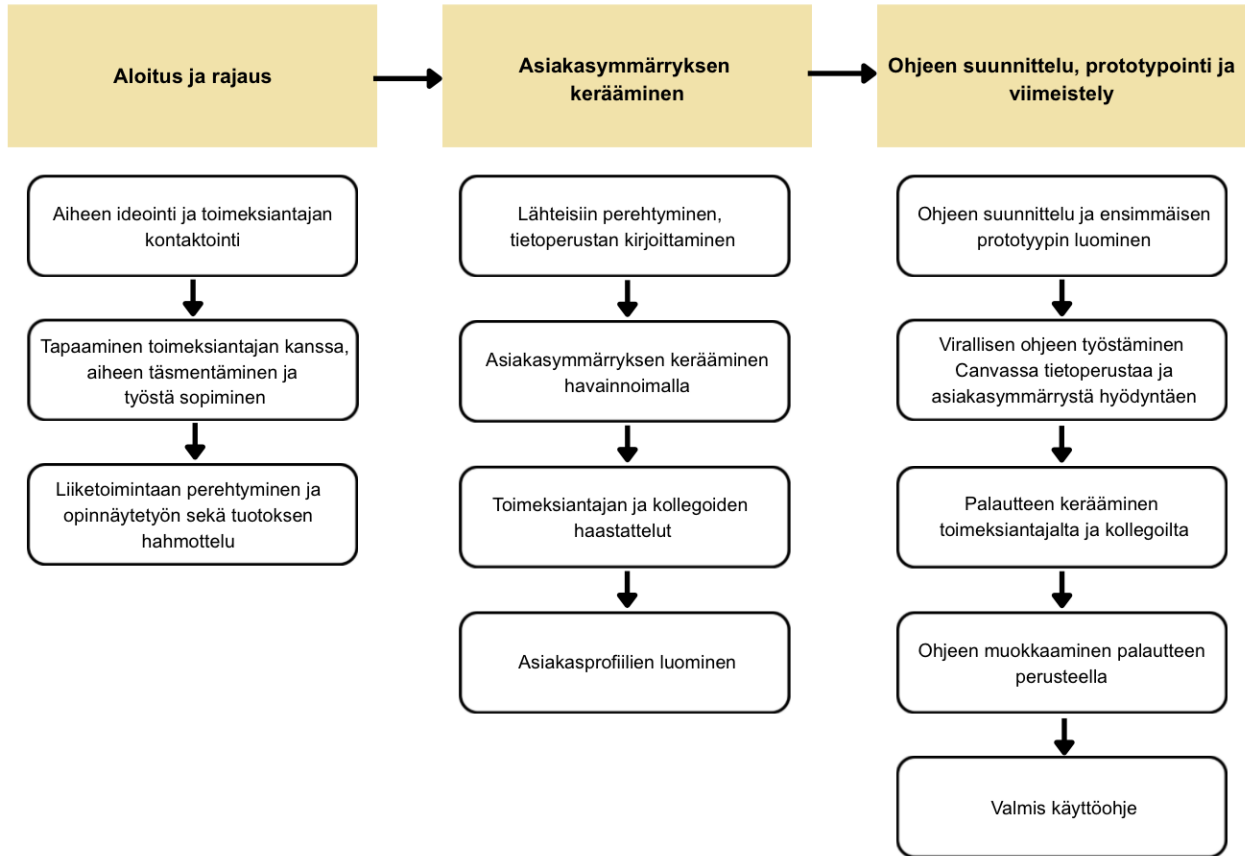 Aloitus ja rajaus
Aiheen ideointi ja toimeksiantajan
kontaktointi
Tapaaminen toimeksiantajan kanssa,
aiheen täsmentäminen ja
työstä sopiminen
Liiketoimintaan perehtyminen ja
opinnäytetyön sekä tuotoksen
hahmottelu
Asiakasymmärryksen
kerääminen
Lähteisiin perehtyminen,
tietoperustan kirjoittaminen
Asiakasymmärryksen kerääminen
havainnoimalla
Toimeksiantajan ja kollegoiden
haastattelut
Asiakasprofiilien luominen
Ohjeen suunnittelu, prototypointi ja
viimeistely
Ohjeen suunnittelu ja ensimmäisen
prototyypin luominen
Virallisen ohjeen työstäminen
Canvassa tietoperustaa ja
asiakasymmärrystä hyödyntäen
Palautteen kerääminen
toimeksiantajalta ja kollegoilta
Ohjeen muokkaaminen palautteen
perusteella
Valmis käyttöohje